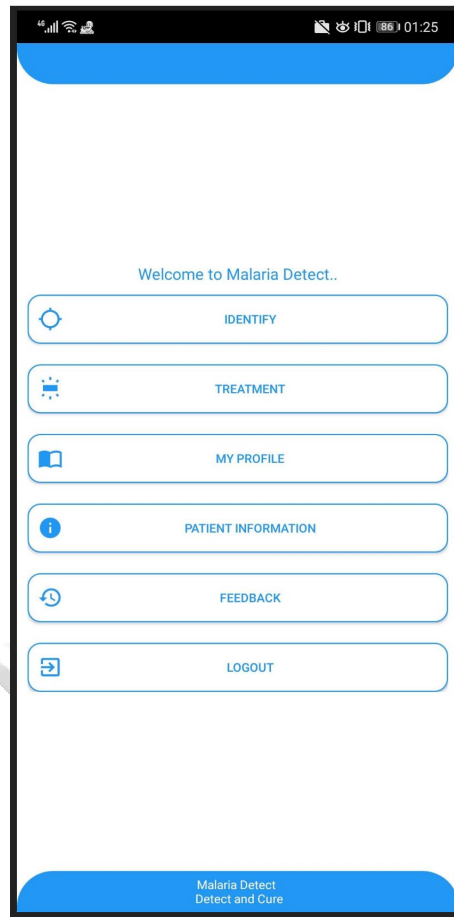 46
86 01:25
Welcome to Malaria Detect..
IDENTIFY
TREATMENT
MY PROFILE
PATIENT INFORMATION
FEEDBACK
LOGOUT
Malaria Detect
Detect and Cure